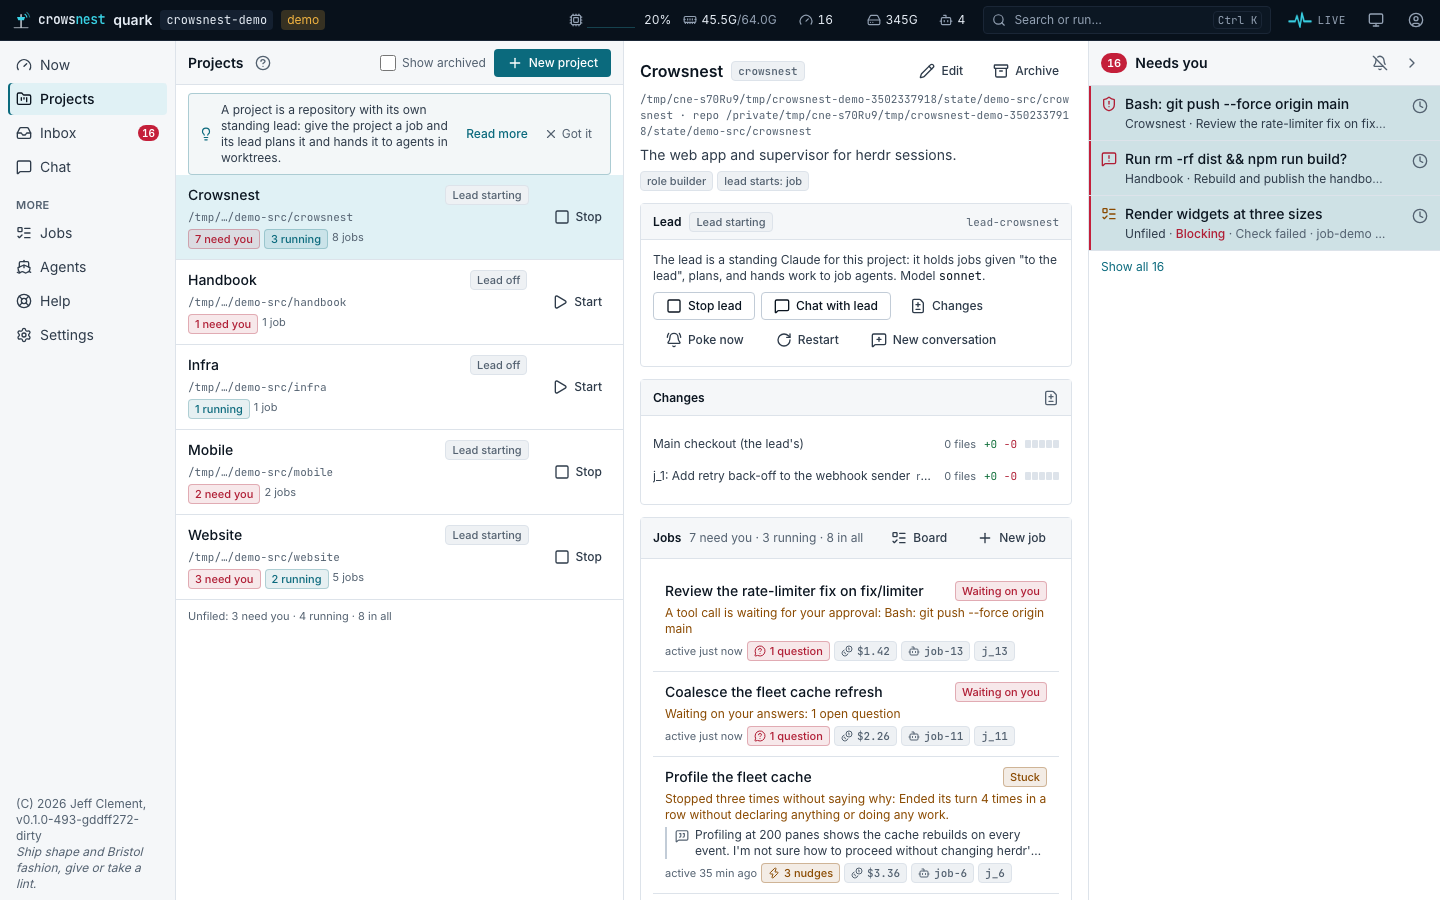 crowsnest quark crowsnest-demo demo 20% 45.5G/64.0G 16 345G 4 Search or run... Ctrl K LIVE
Now
Projects
Inbox 16
Chat
MORE
Jobs
Agents
Help
Settings
(C) 2026 Jeff Clement,
v0.1.0-493-gddff272-
dirty
Ship shape and Bristol
fashion, give or take a
lint.
Projects Show archived New project
A project is a repository with its own
standing lead: give the project a job and
its lead plans it and hands it to agents in
worktrees.
Read more Got it
Crowsnest Lead starting
/tmp/…/demo-src/crowsnest Stop
7 need you 3 running 8 jobs
Handbook Lead off
/tmp/…/demo-src/handbook Start
1 need you 1 job
Infra Lead off
/tmp/…/demo-src/infra Start
1 running 1 job
Mobile Lead starting
/tmp/…/demo-src/mobile Stop
2 need you 2 jobs
Website Lead starting
/tmp/…/demo-src/website Stop
3 need you 2 running 5 jobs
Unfiled: 3 need you · 4 running · 8 in all
Crowsnest crowsnest Edit Archive
/tmp/cne-s70Ru9/tmp/crowsnest-demo-3502337918/state/demo-src/crow
snest · repo /private/tmp/cne-s70Ru9/tmp/crowsnest-demo-350233791
8/state/demo-src/crowsnest
The web app and supervisor for herdr sessions.
role builder lead starts: job
Lead Lead starting lead-crowsnest
The lead is a standing Claude for this project: it holds jobs given "to the
lead", plans, and hands work to job agents. Model sonnet.
Stop lead Chat with lead Changes
Poke now Restart New conversation
Changes
Main checkout (the lead's) 0 files +0 -0
j_1: Add retry back-off to the webhook sender r... 0 files +0 -0
Jobs 7 need you · 3 running · 8 in all Board New job
Review the rate-limiter fix on fix/limiter Waiting on you
A tool call is waiting for your approval: Bash: git push --force origin
main
active just now 1 question $1.42 job-13 j_13
Coalesce the fleet cache refresh Waiting on you
Waiting on your answers: 1 open question
active just now 1 question $2.26 job-11 j_11
Profile the fleet cache Stuck
Stopped three times without saying why: Ended its turn 4 times in a
row without declaring anything or doing any work.
Profiling at 200 panes shows the cache rebuilds on every
event. I'm not sure how to proceed without changing herdr'...
active 35 min ago 3 nudges $3.36 job-6 j_6
16 Needs you
Bash: git push --force origin main
Crowsnest · Review the rate-limiter fix on fix...
Run rm -rf dist && npm run build?
Handbook · Rebuild and publish the handbo...
Render widgets at three sizes
Unfiled · Blocking · Check failed · job-demo ...
Show all 16